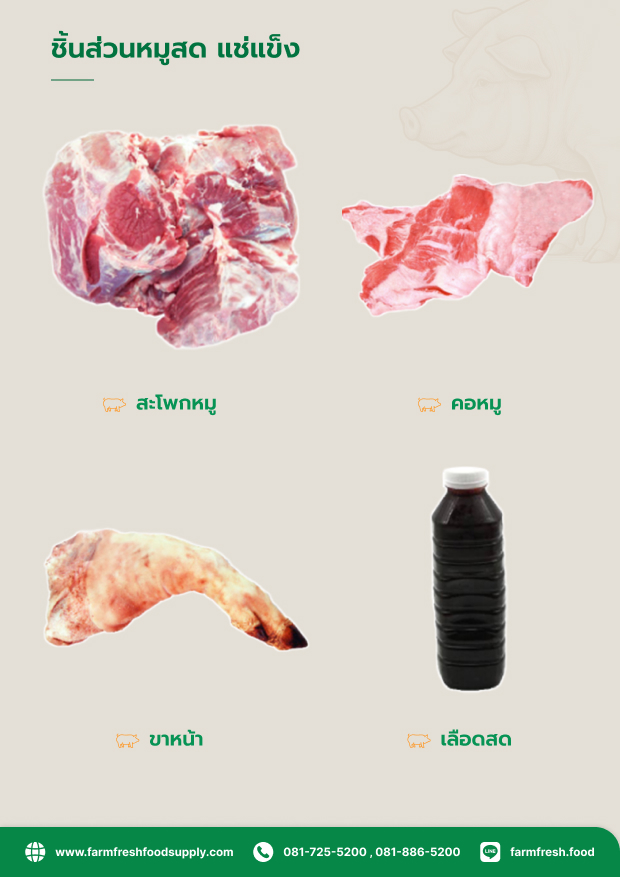 ชิ้นส่วนหมูสด แช่แข็ง
สะโพกหมู
คอหมู
ขาหน้า
เลือดสด
www.farmfreshfoodsupply.com 081-725-5200 , 081-886-5200 LINE farmfresh.food